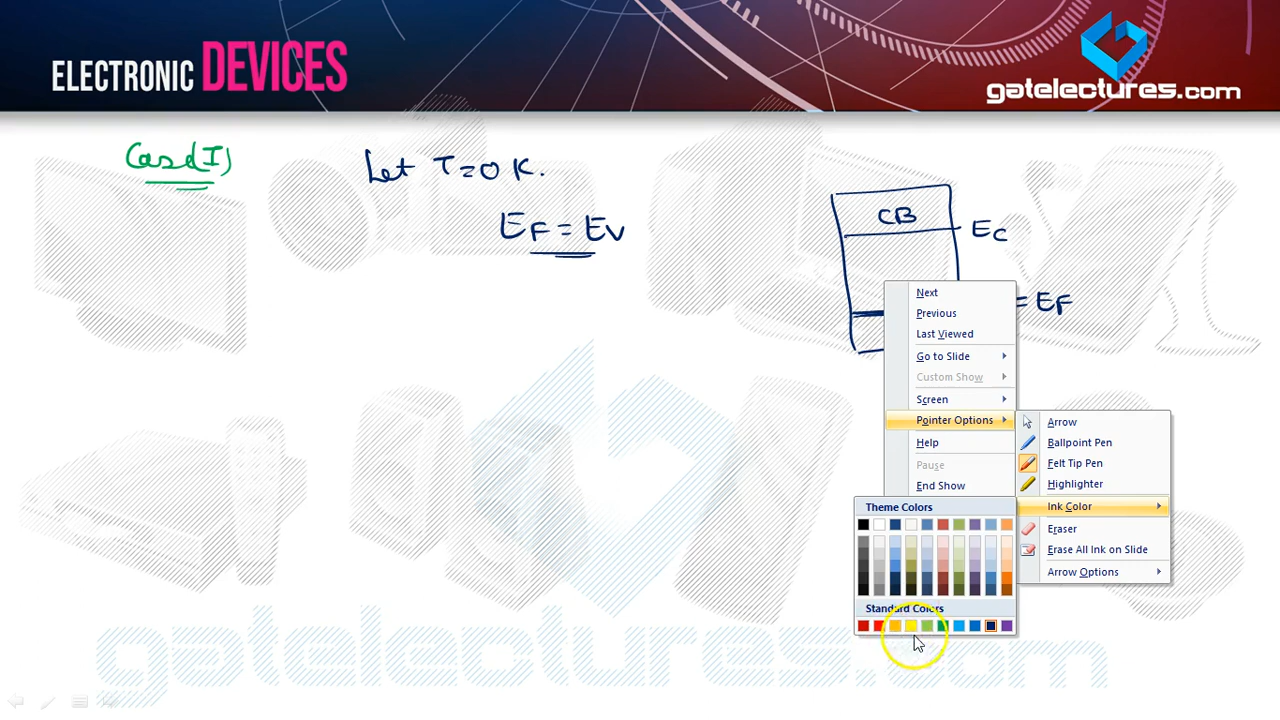 ELECTRONIC DEVICES
gatelectures.com
Case(I)
Let T=0 K.
EF = EV
CB
EC
= EF
Next
Previous
Last Viewed
Go to Slide
Custom Show
Screen
Pointer Options
Help
Pause
End Show
Arrow
Ballpoint Pen
Felt Tip Pen
Highlighter
Ink Color
Eraser
Erase All Ink on Slide
Arrow Options
Theme Colors
Standard Colors
gatelectures.com